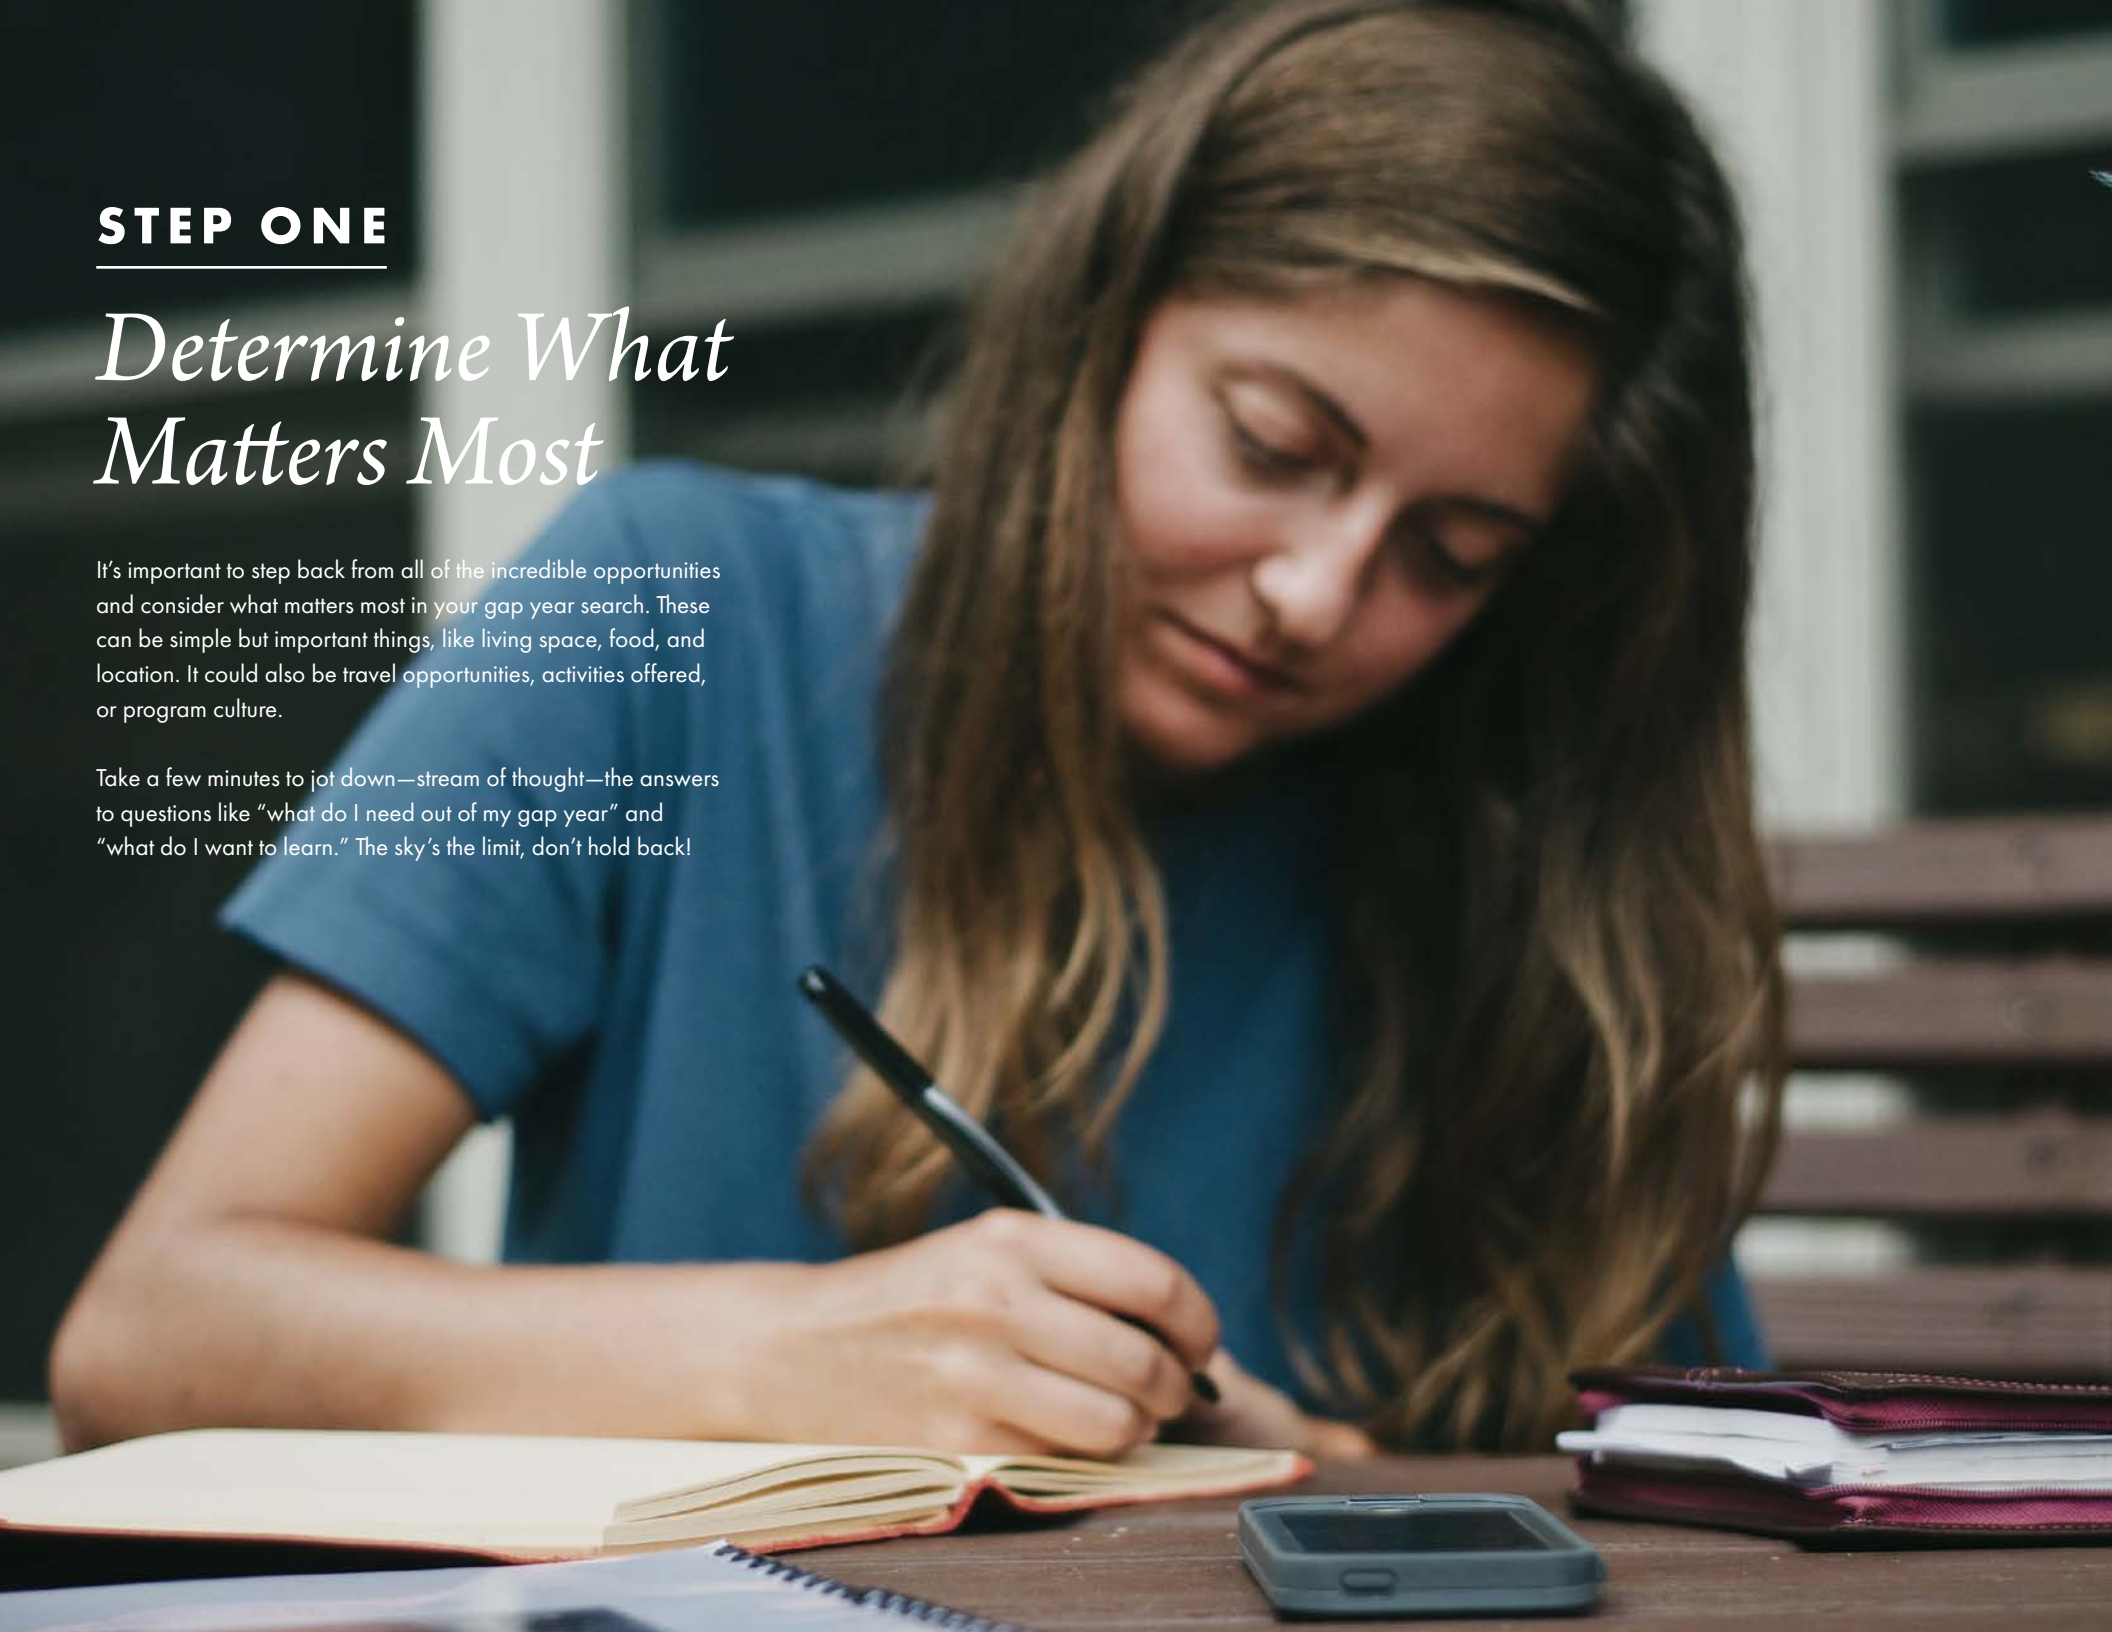 STEP ONE
Determine What
Matters Most
It’s important to step back from all of the incredible opportunities
and consider what matters most in your gap year search. These
can be simple but important things, like living space, food, and
location. It could also be travel opportunities, activities offered,
or program culture.
Take a few minutes to jot down—stream of thought—the answers
to questions like “what do I need out of my gap year” and
“what do I want to learn.” The sky’s the limit, don’t hold back!